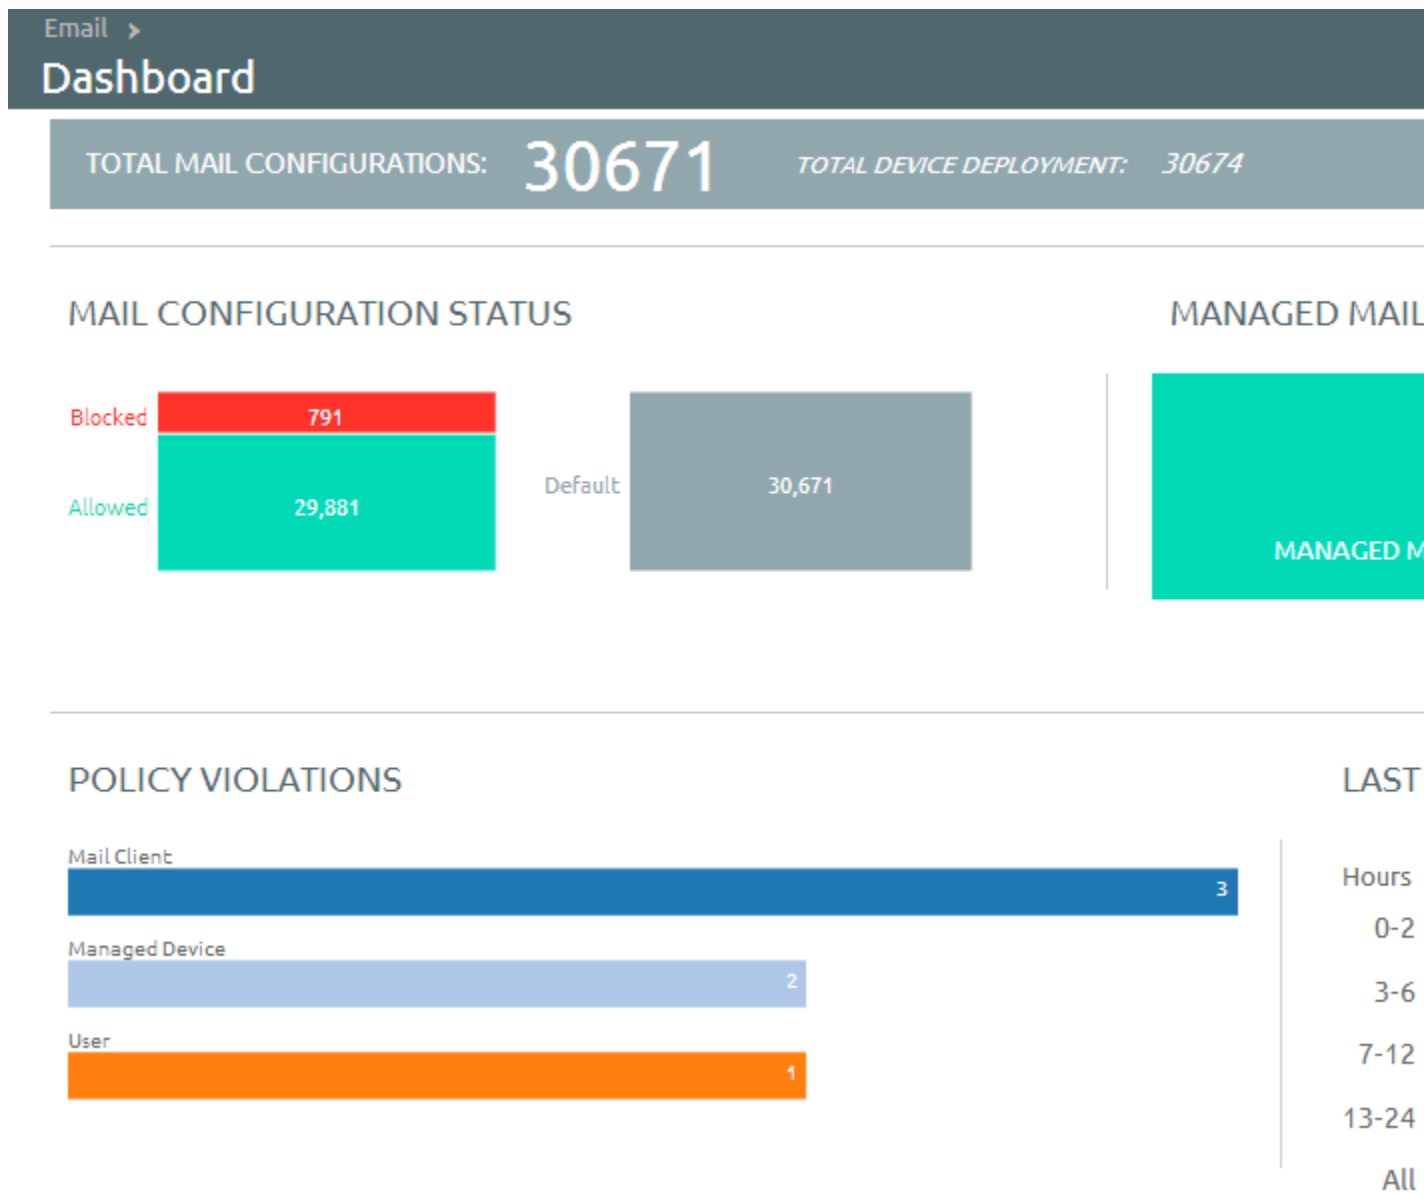 Email >
Dashboard
TOTAL MAIL CONFIGURATIONS: 30671 TOTAL DEVICE DEPLOYMENT: 30674
MAIL CONFIGURATION STATUS
Blocked 791
Allowed 29,881
Default 30,671
MANAGED MAIL
MANAGED M
POLICY VIOLATIONS
Mail Client
3
Managed Device
2
User
1
LAST
Hours
0-2
3-6
7-12
13-24
All